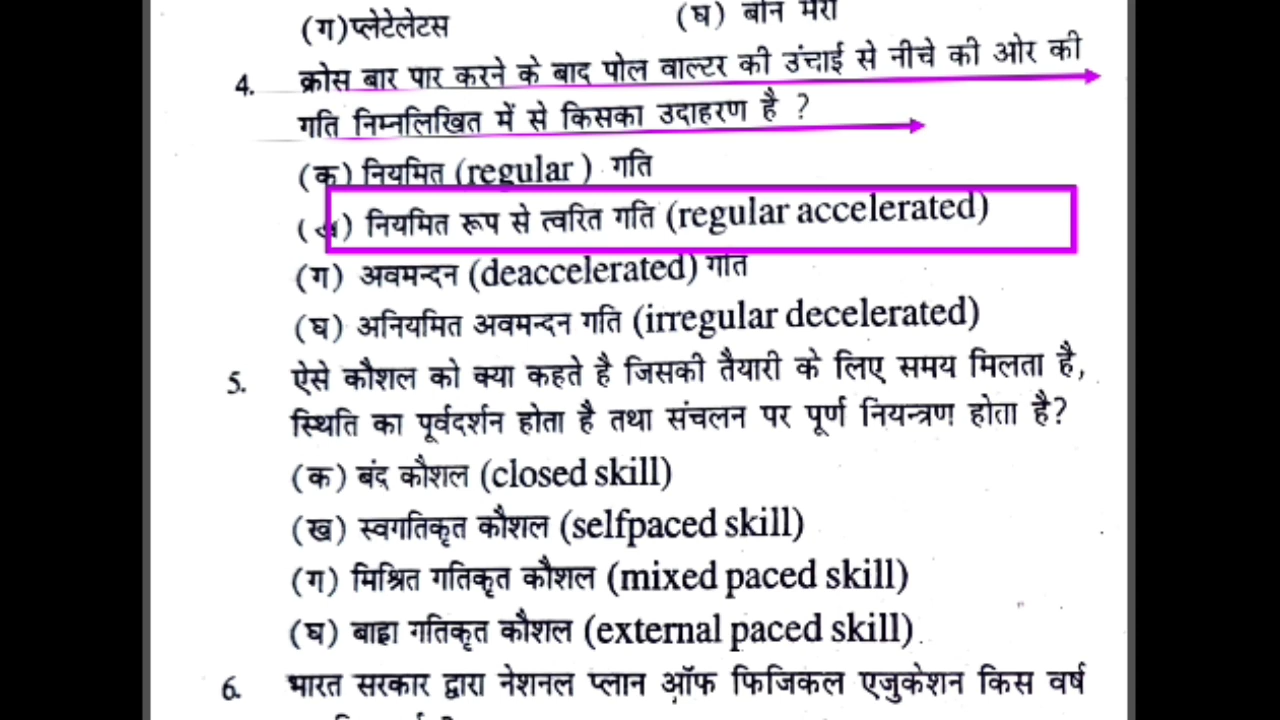 (ग)प्लेटेलेटस (घ) बोन मेरो
4. क्रोस बार पार करने के बाद पोल वाल्टर की उंचाई से नीचे की ओर की
गति निम्नलिखित में से किसका उदाहरण है ?
(क) नियमित (regular ) गति
( ) नियमित रूप से त्वरित गति (regular accelerated)
(ग) अवमन्दन (deaccelerated) गति
(घ) अनियमित अवमन्दन गति (irregular decelerated)
5. ऐसे कौशल को क्या कहते है जिसकी तैयारी के लिए समय मिलता है,
स्थिति का पूर्वदर्शन होता है तथा संचलन पर पूर्ण नियन्त्रण होता है?
(क) बंद कौशल (closed skill)
(ख) स्वगतिकृत कौशल (selfpaced skill)
(ग) मिश्रित गतिकृत कौशल (mixed paced skill)
(घ) बाह्य गतिकृत कौशल (external paced skill)
6. भारत सरकार द्वारा नेशनल प्लान ऑफ फिजिकल एजुकेशन किस वर्ष